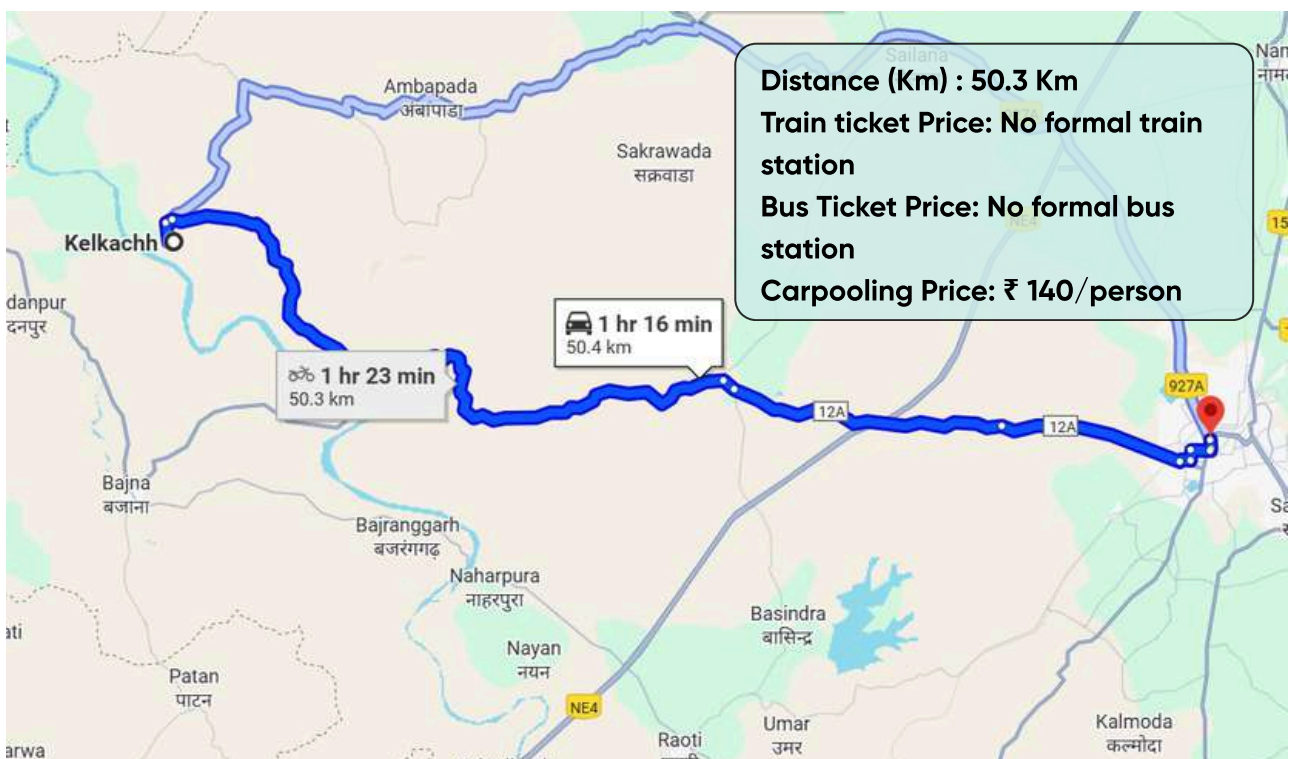 Sailana
Distance (Km) : 50.3 Km
Train ticket Price: No formal train
station
Bus Ticket Price: No formal bus
station
Carpooling Price: ₹ 140/person
Ambapada
अंबापाडा
Sakrawada
सक्रवाडा
NE4
15
Kelkachh
danpur
दनपुर
1 hr 16 min
50.4 km
1 hr 23 min
50.3 km
927A
12A
12A
Bajna
बजाना
Bajranggarh
बजरंगगढ़
Naharpura
नाहरपुरा
Basindra
बासिन्द्र
Nayan
नयन
Patan
पाटन
NE4
Umar
उमर
Kalmoda
कल्मोदा
Raoti